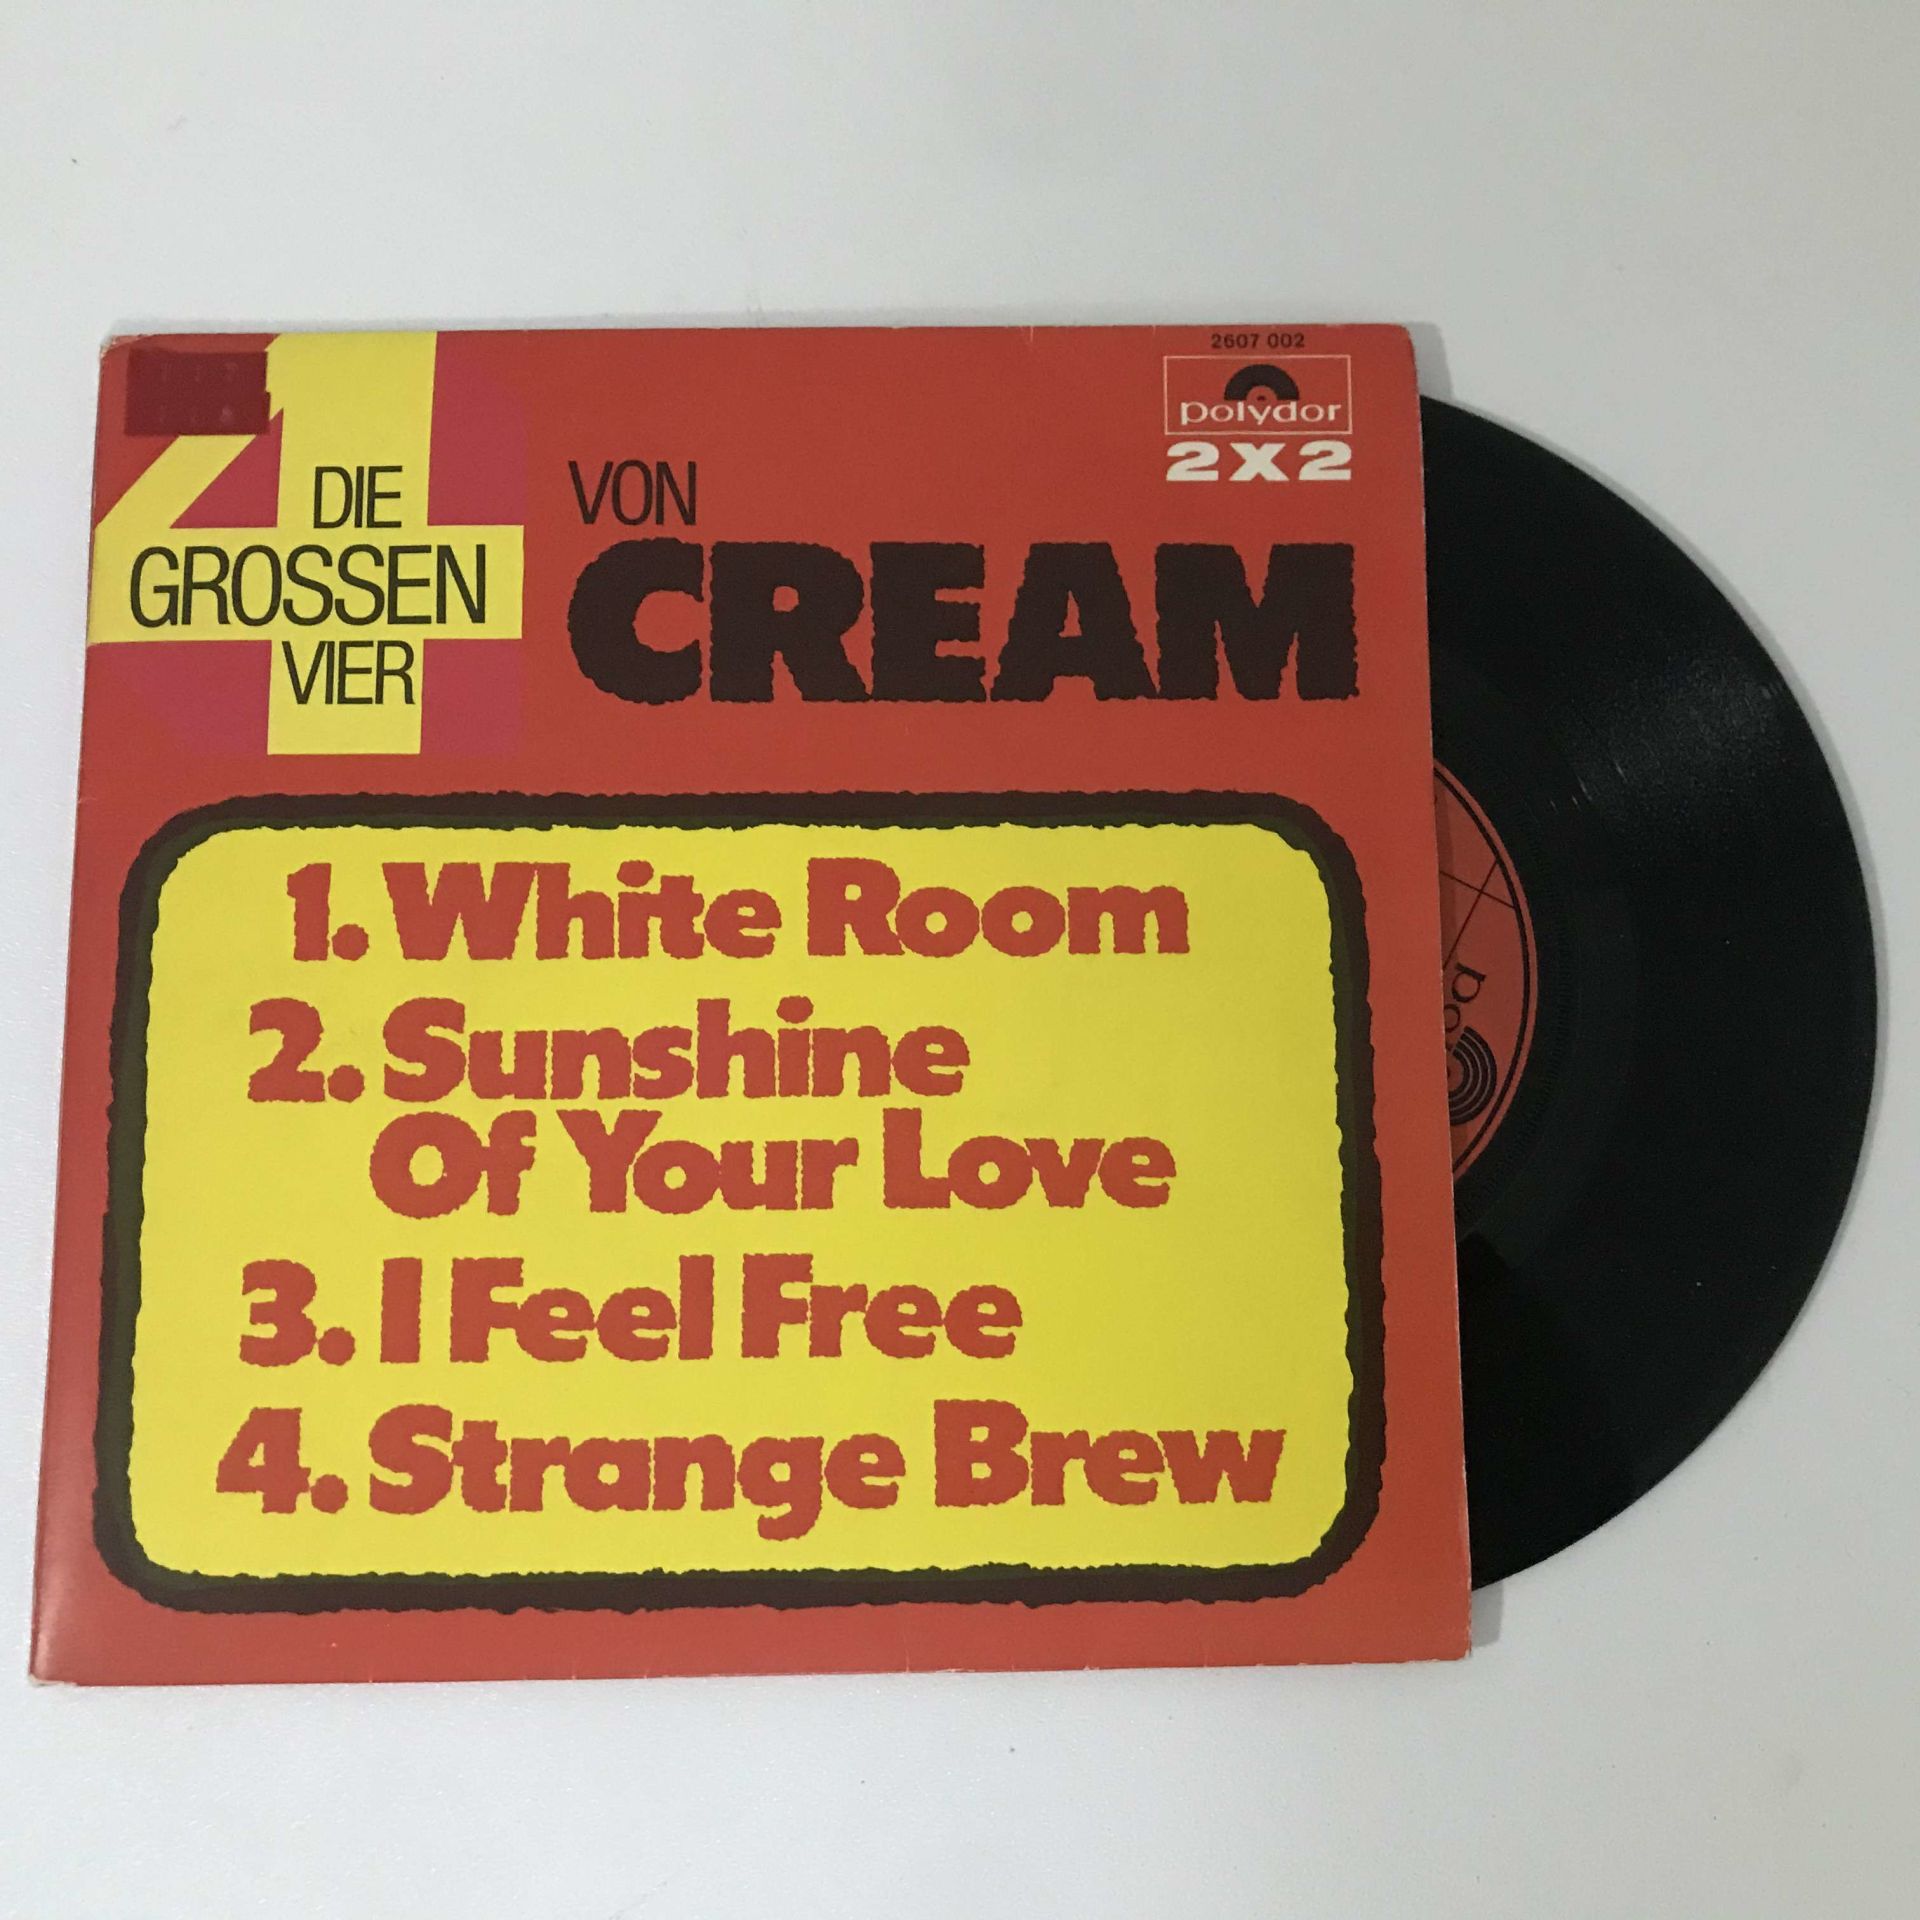 2607 002
polydor
2X2
4
DIE
GROSSEN
VIER
VON
CREAM
1. White Room
2. Sunshine
Of Your Love
3. I Feel Free
4. Strange Brew